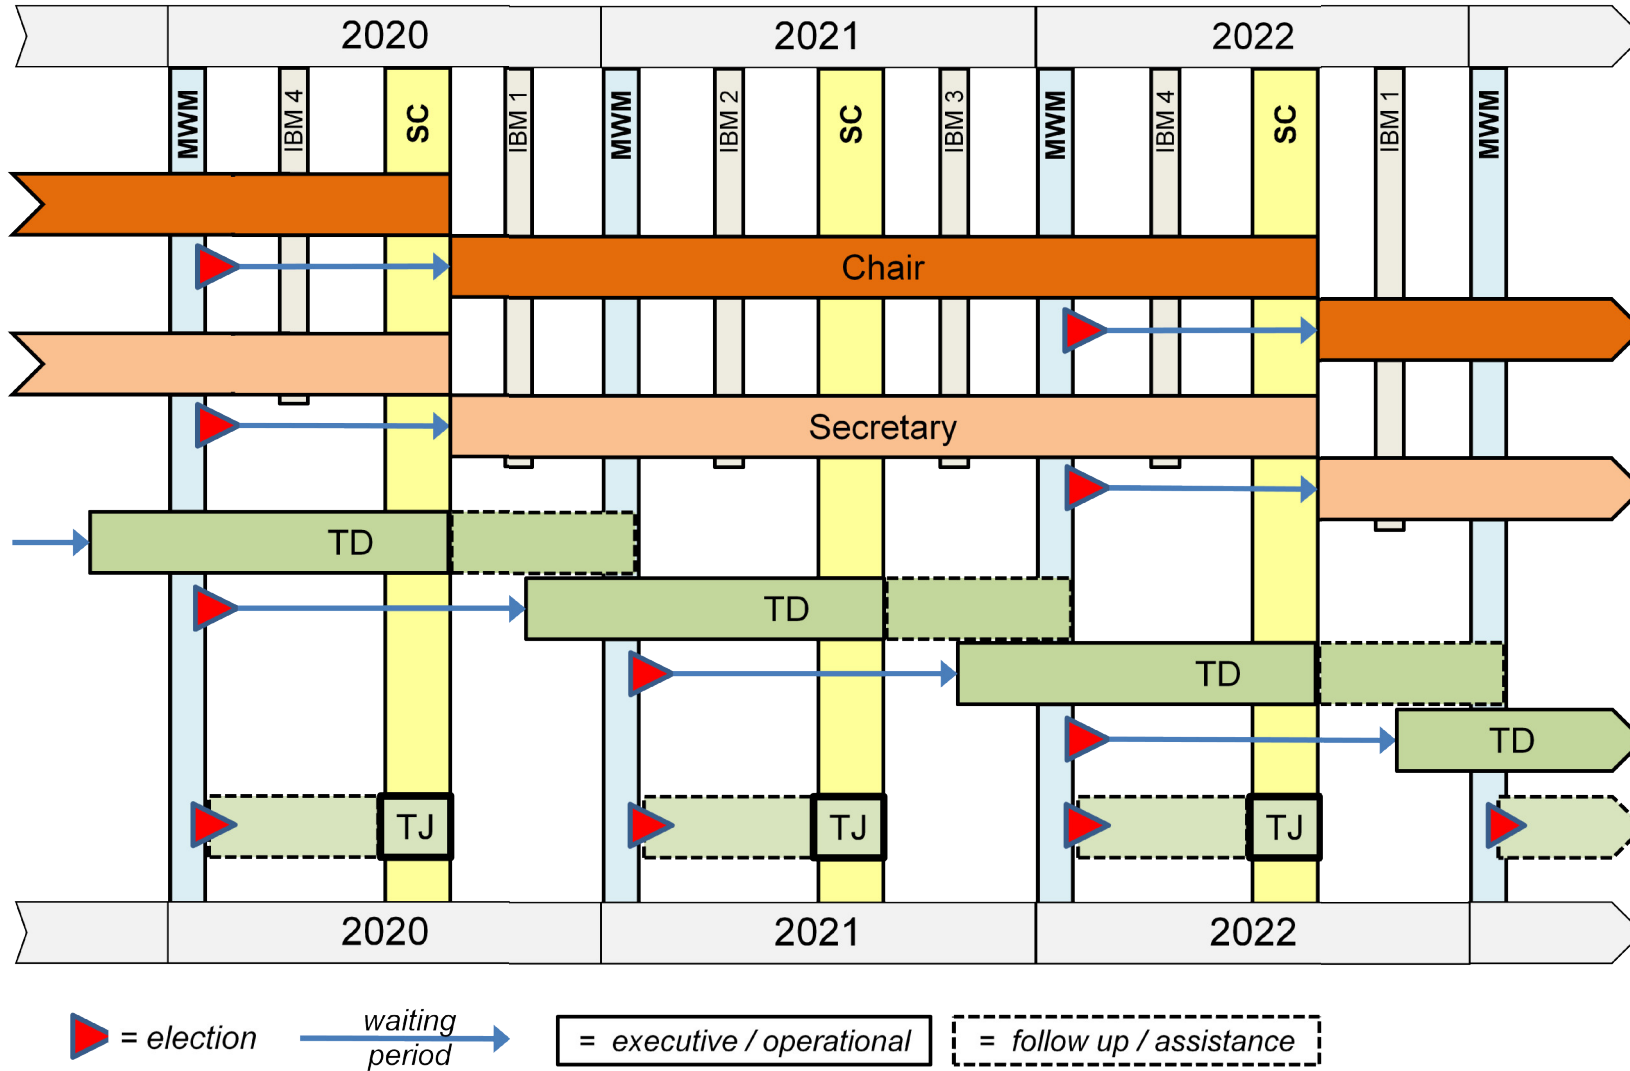 2020 2021 2022
MWM IBM 4 SC IBM 1 MWM IBM 2 SC IBM 3 MWM IBM 4 SC IBM 1 MWM
Chair
Secretary
TD
TD
TD
TD
TJ TJ TJ
2020 2021 2022
= election
waiting
period
= executive / operational
= follow up / assistance